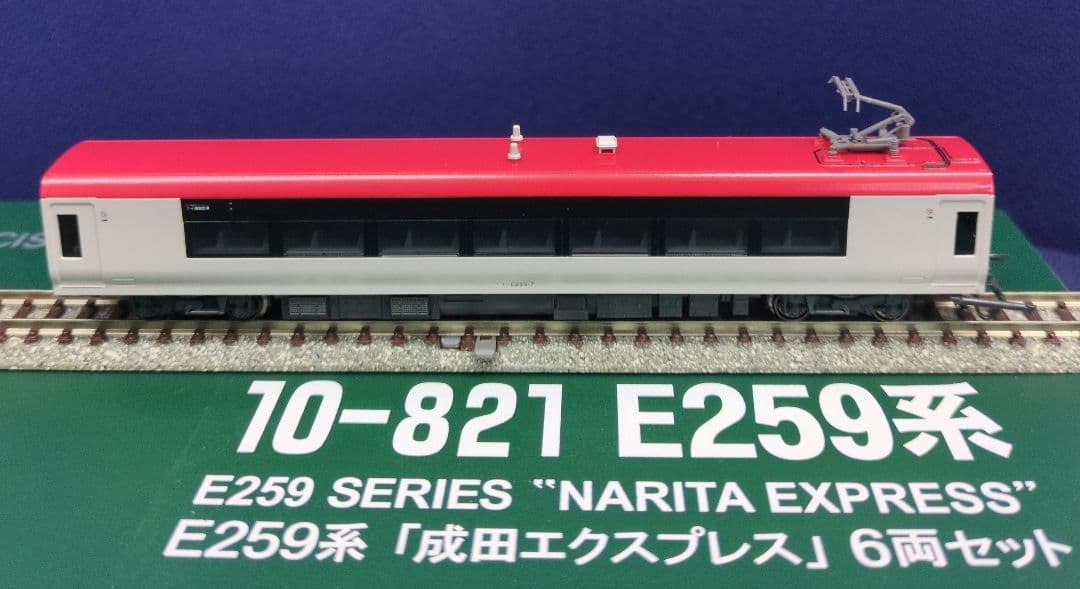 CIS
10-821 E259系
E259 SERIES “NARITA EXPRESS”
E259系「成田エクスプレス」6両セット